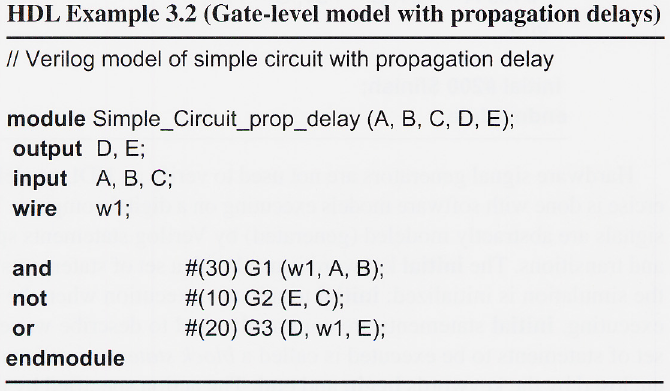 HDL Example 3.2 (Gate-level model with propagation delays)
// Verilog model of simple circuit with propagation delay
module Simple_Circuit_prop_delay (A, B, C, D, E);
output D, E;
input A, B, C;
wire w1;
and #(30) G1 (w1, A, B);
not #(10) G2 (E, C);
or #(20) G3 (D, w1, E);
endmodule